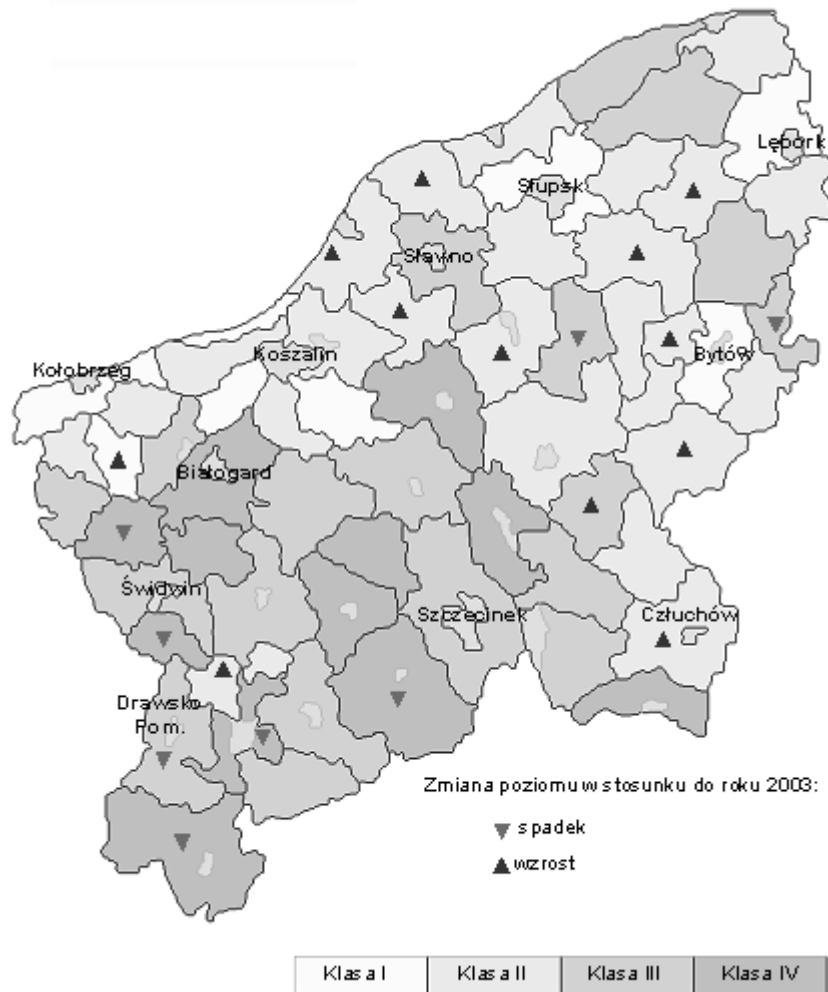 Lębork
Słupsk
Sławno
Koszalin
Bytów
Kołobrzeg
Białogard
Świdwin
Szczecinek
Człuchów
Drawsko
Pom.
Zmiana poziomu w stosunku do roku 2003:
spadek
wzrost
Klasa I Klasa II Klasa III Klasa IV